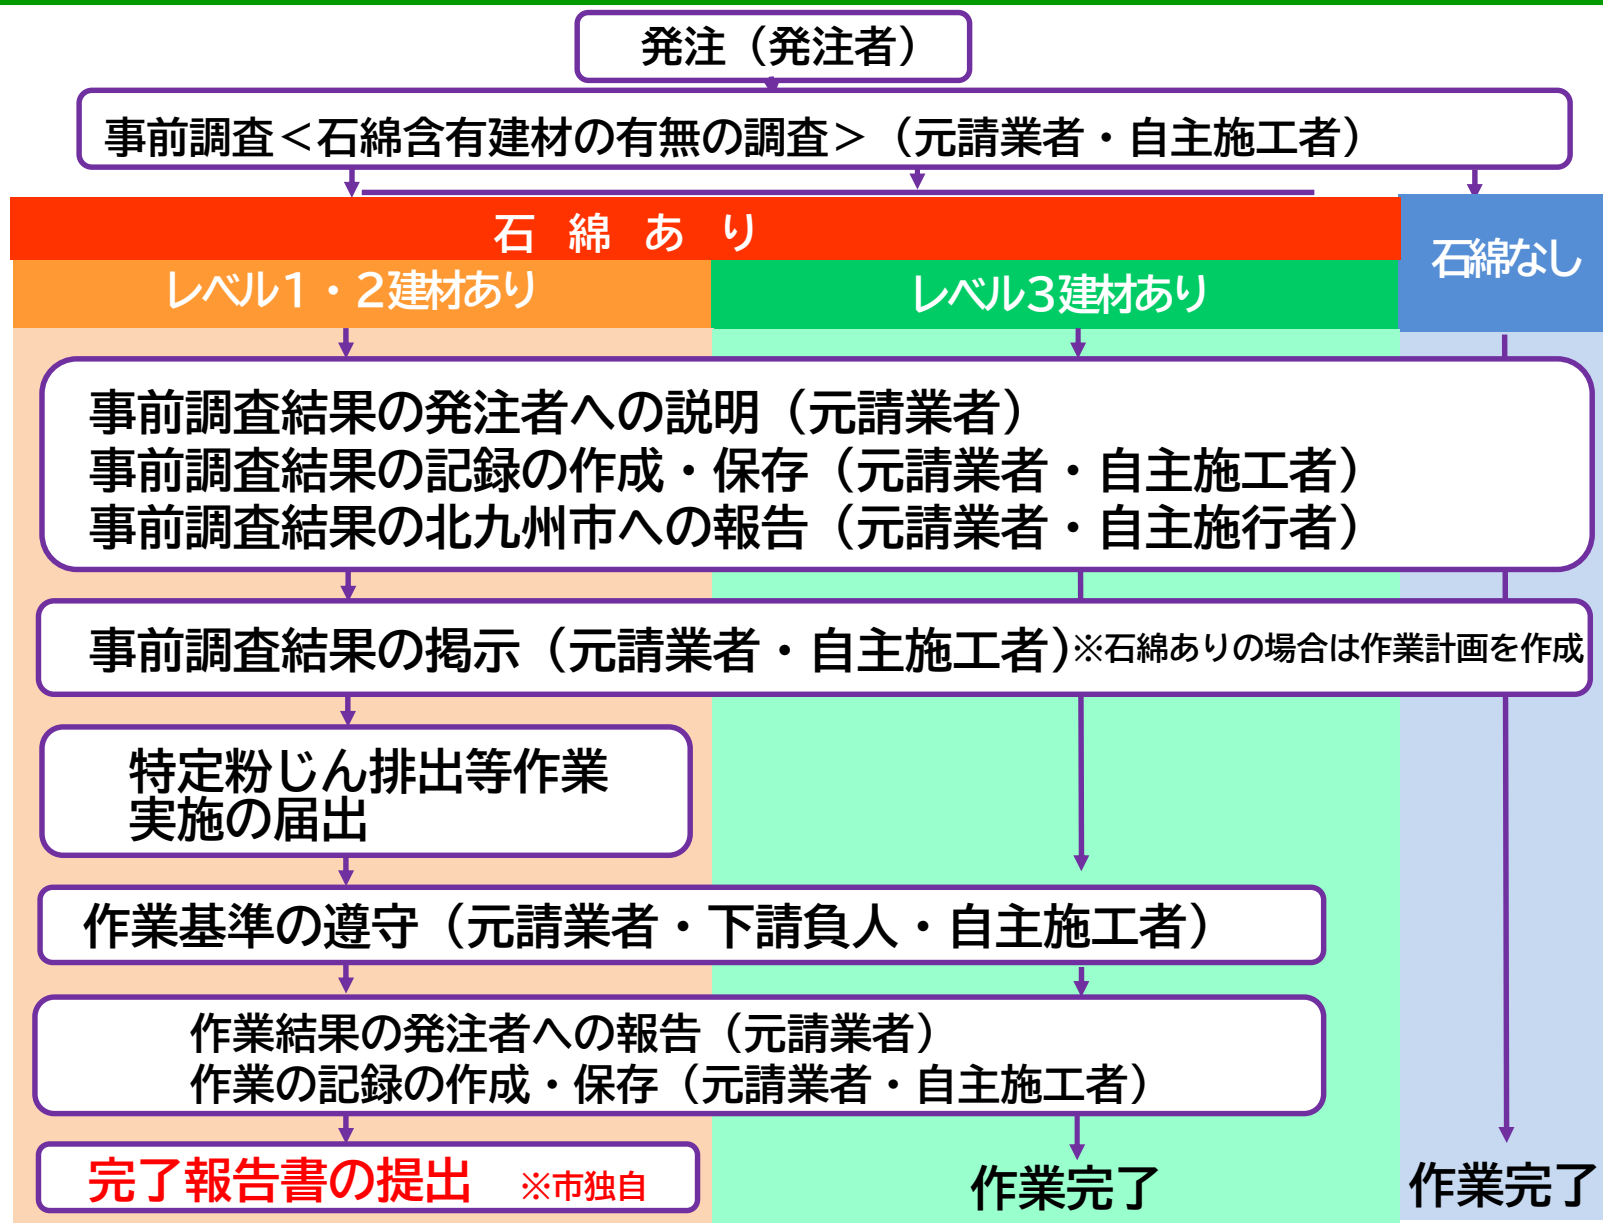 発注（発注者）
事前調査＜石綿含有建材の有無の調査＞（元請業者・自主施工者）
石綿あり
石綿なし
レベル１・２建材あり
レベル３建材あり
事前調査結果の発注者への説明（元請業者）
事前調査結果の記録の作成・保存（元請業者・自主施工者）
事前調査結果の北九州市への報告（元請業者・自主施行者）
事前調査結果の掲示（元請業者・自主施工者）※石綿ありの場合は作業計画を作成
特定粉じん排出等作業
実施の届出
作業基準の遵守（元請業者・下請負人・自主施工者）
作業結果の発注者への報告（元請業者）
作業の記録の作成・保存（元請業者・自主施工者）
完了報告書の提出　※市独自
作業完了
作業完了